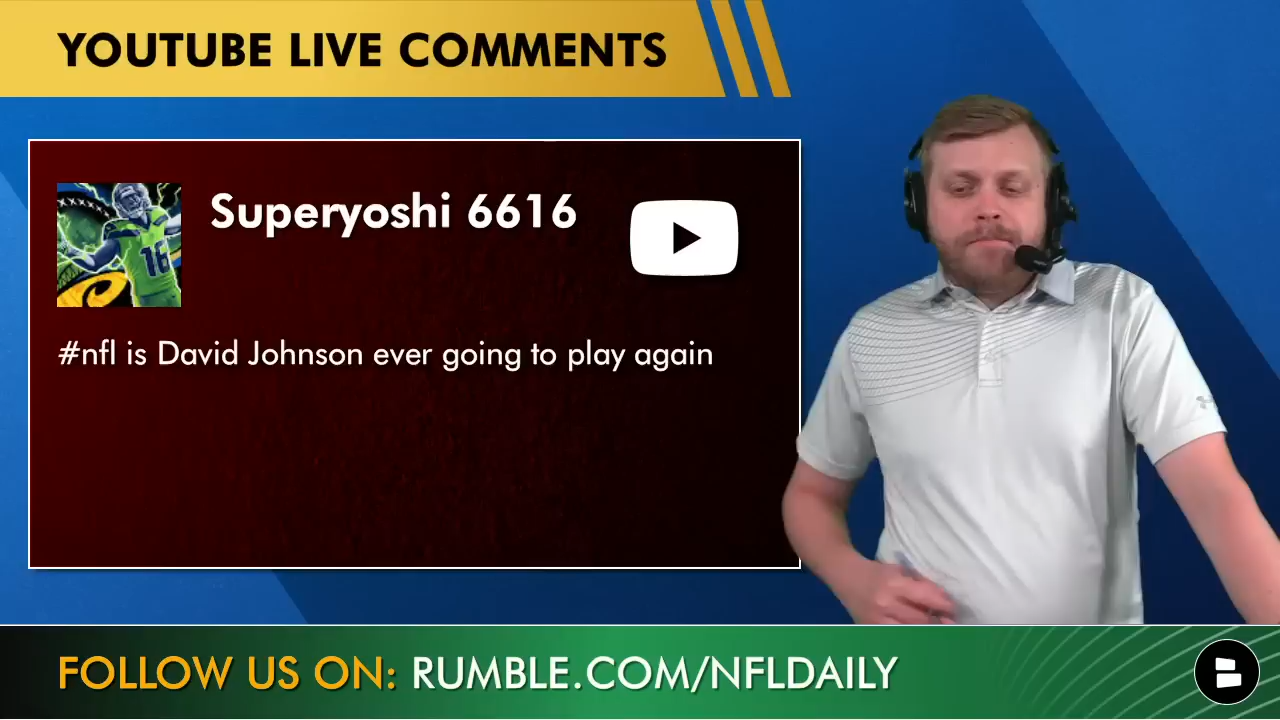 YOUTUBE LIVE COMMENTS
Superyoshi 6616
16
#nfl is David Johnson ever going to play again
FOLLOW US ON: RUMBLE.COM/NFLDAILY